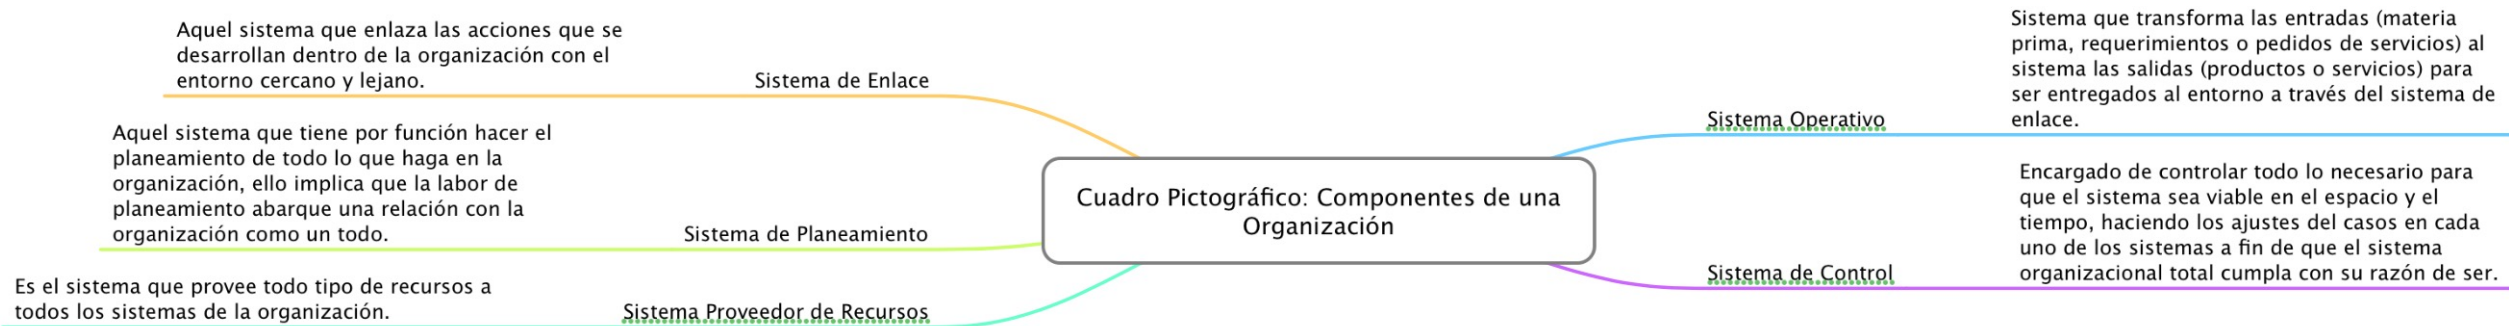 Aquel sistema que enlaza las acciones que se
desarrollan dentro de la organización con el
entorno cercano y lejano.
Sistema de Enlace
Aquel sistema que tiene por función hacer el
planeamiento de todo lo que haga en la
organización, ello implica que la labor de
planeamiento abarque una relación con la
organización como un todo.
Sistema de Planeamiento
Es el sistema que provee todo tipo de recursos a
todos los sistemas de la organización.
Sistema Proveedor de Recursos
Cuadro Pictográfico: Componentes de una
Organización
Sistema Operativo
Sistema que transforma las entradas (materia
prima, requerimientos o pedidos de servicios) al
sistema las salidas (productos o servicios) para
ser entregados al entorno a través del sistema de
enlace.
Sistema de Control
Encargado de controlar todo lo necesario para
que el sistema sea viable en el espacio y el
tiempo, haciendo los ajustes del casos en cada
uno de los sistemas a fin de que el sistema
organizacional total cumpla con su razón de ser.